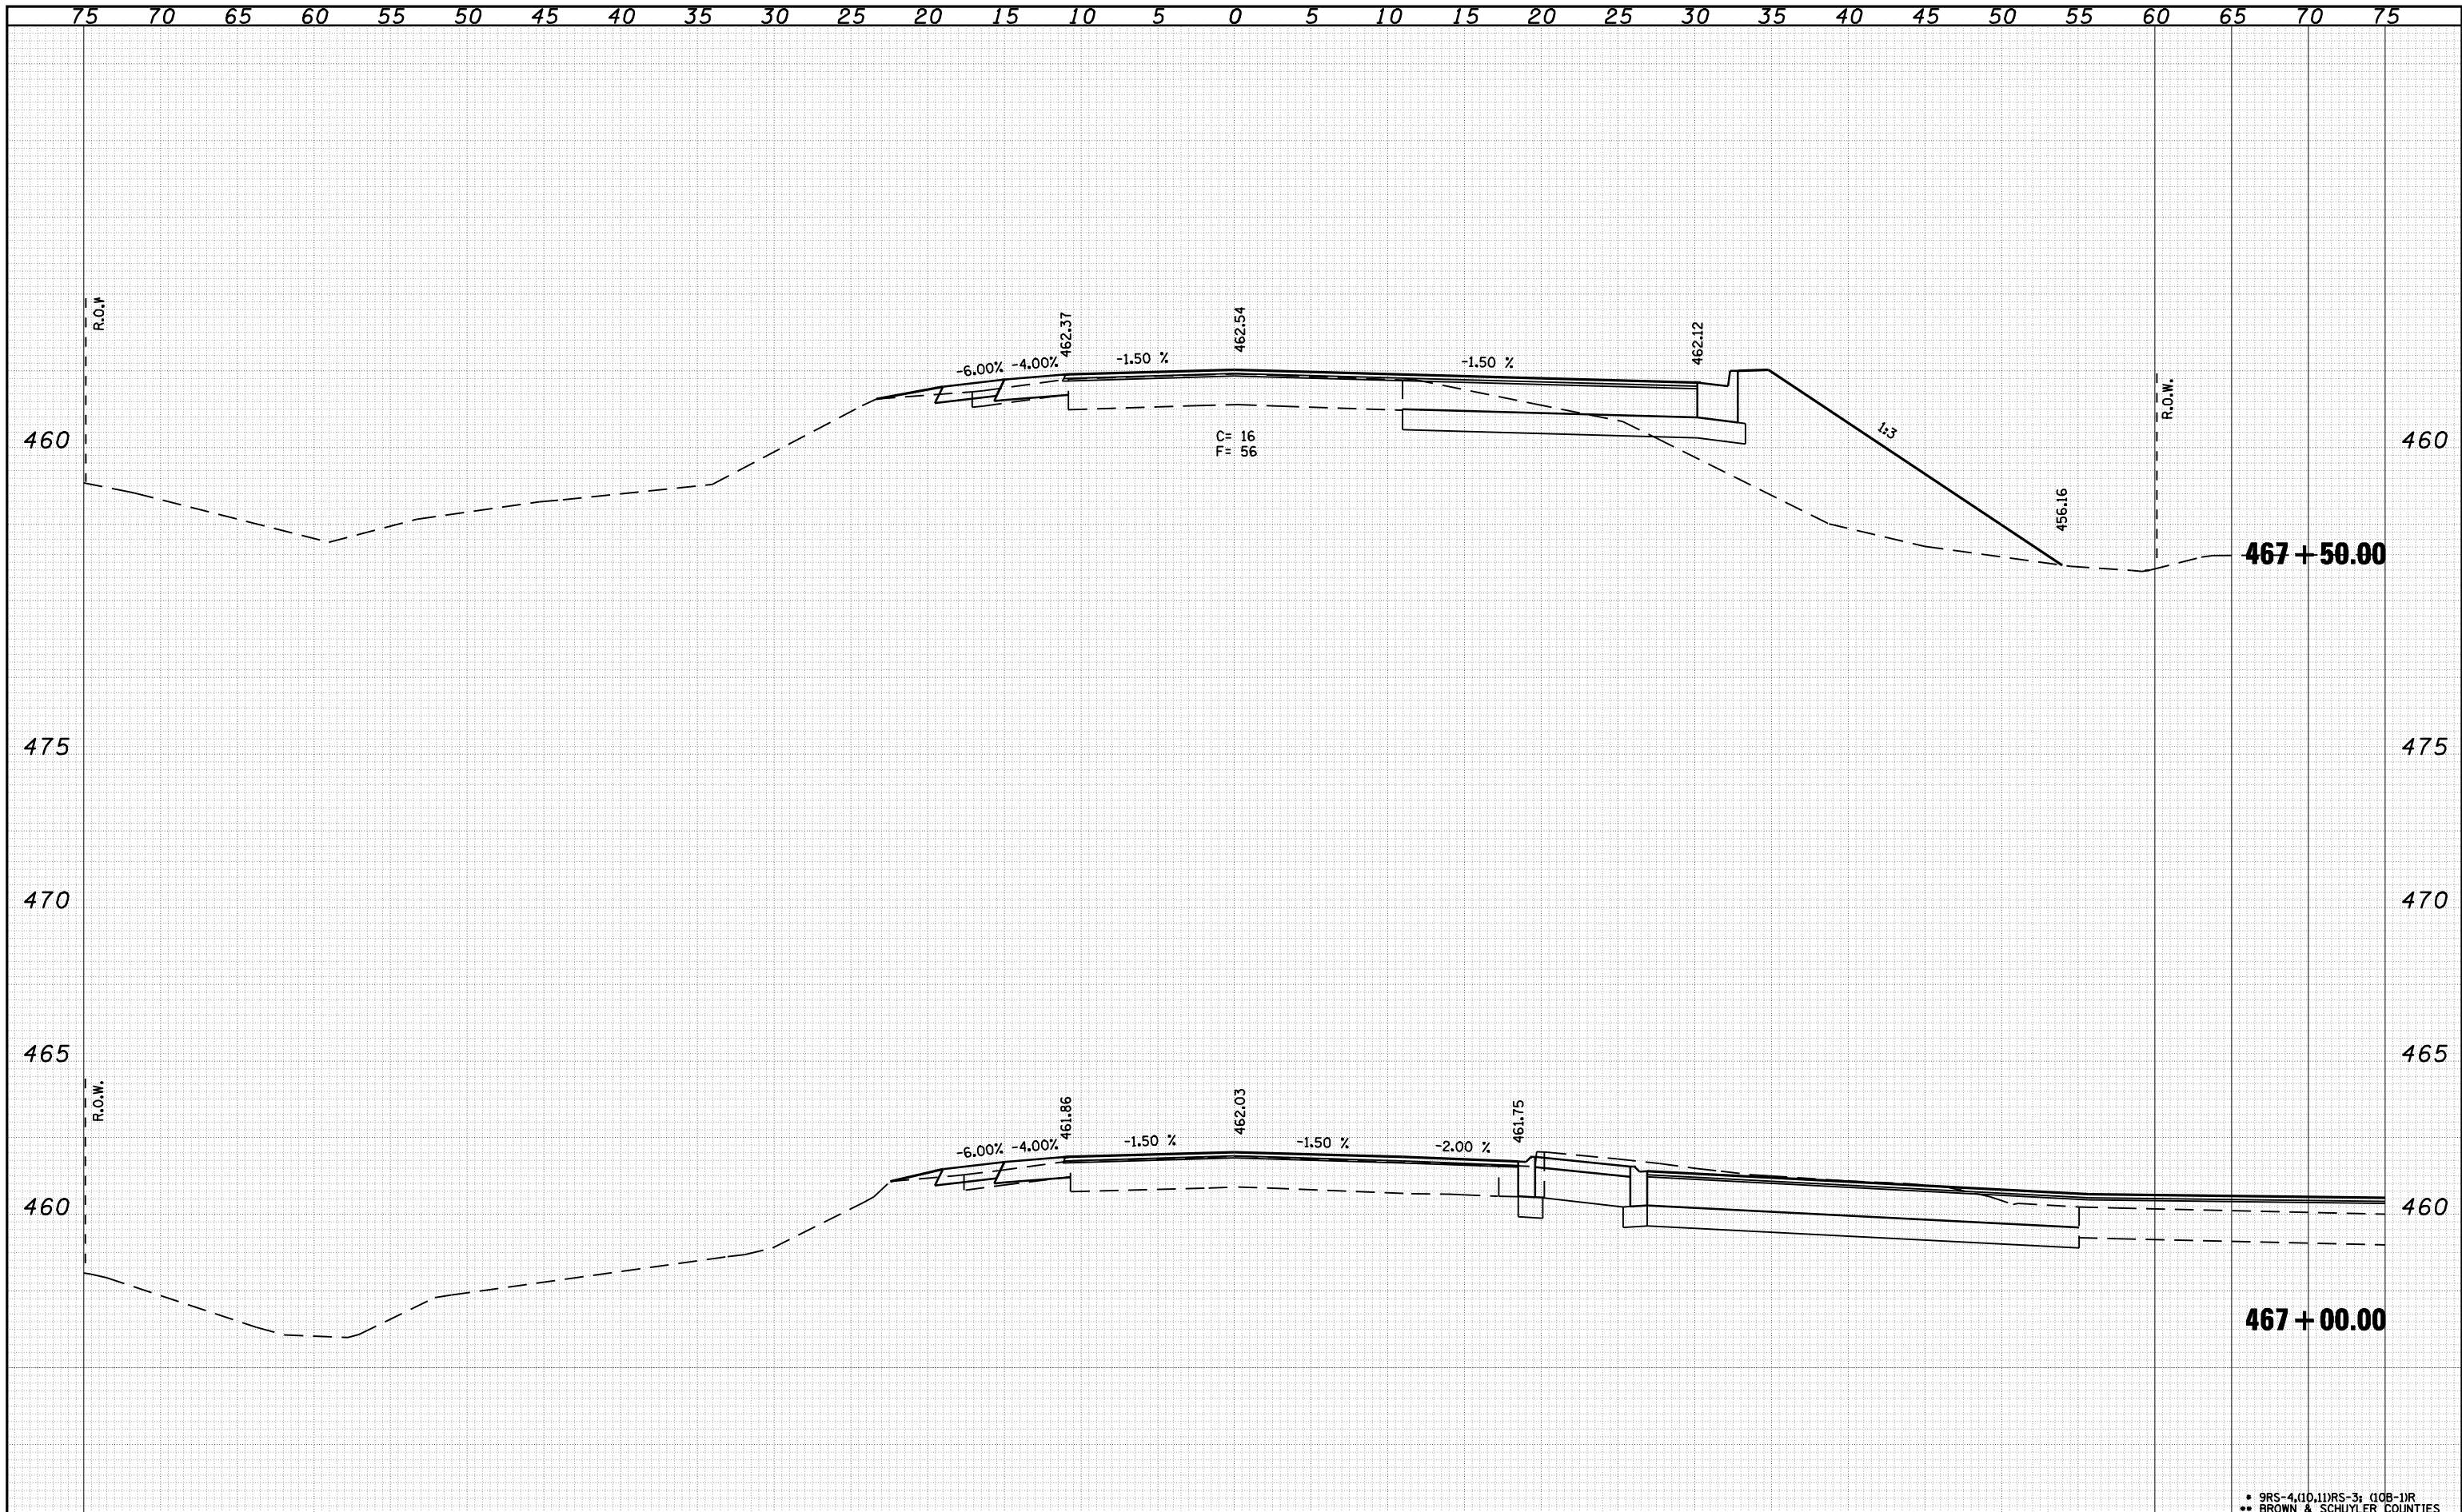 75 70 65 60 55 50 45 40 35 30 25 20 15 10 5 0 5 10 15 20 25 30 35 40 45 50 55 60 65 70 75
R.O.W
462.37
462.54
462.12
-6.00% -4.00% -1.50 % -1.50 %
R.O.W.
460 460
C= 16
F= 56
1:3
456.16
467+50.00
475 475
470 470
465 465
R.O.W.
461.86
462.03
461.75
-6.00% -4.00% -1.50 % -1.50 % -2.00 %
460 460
467+00.00
* 9RS-4,(10,11)RS-3; (10B-1)R
** BROWN & SCHUYLER COUNTIES